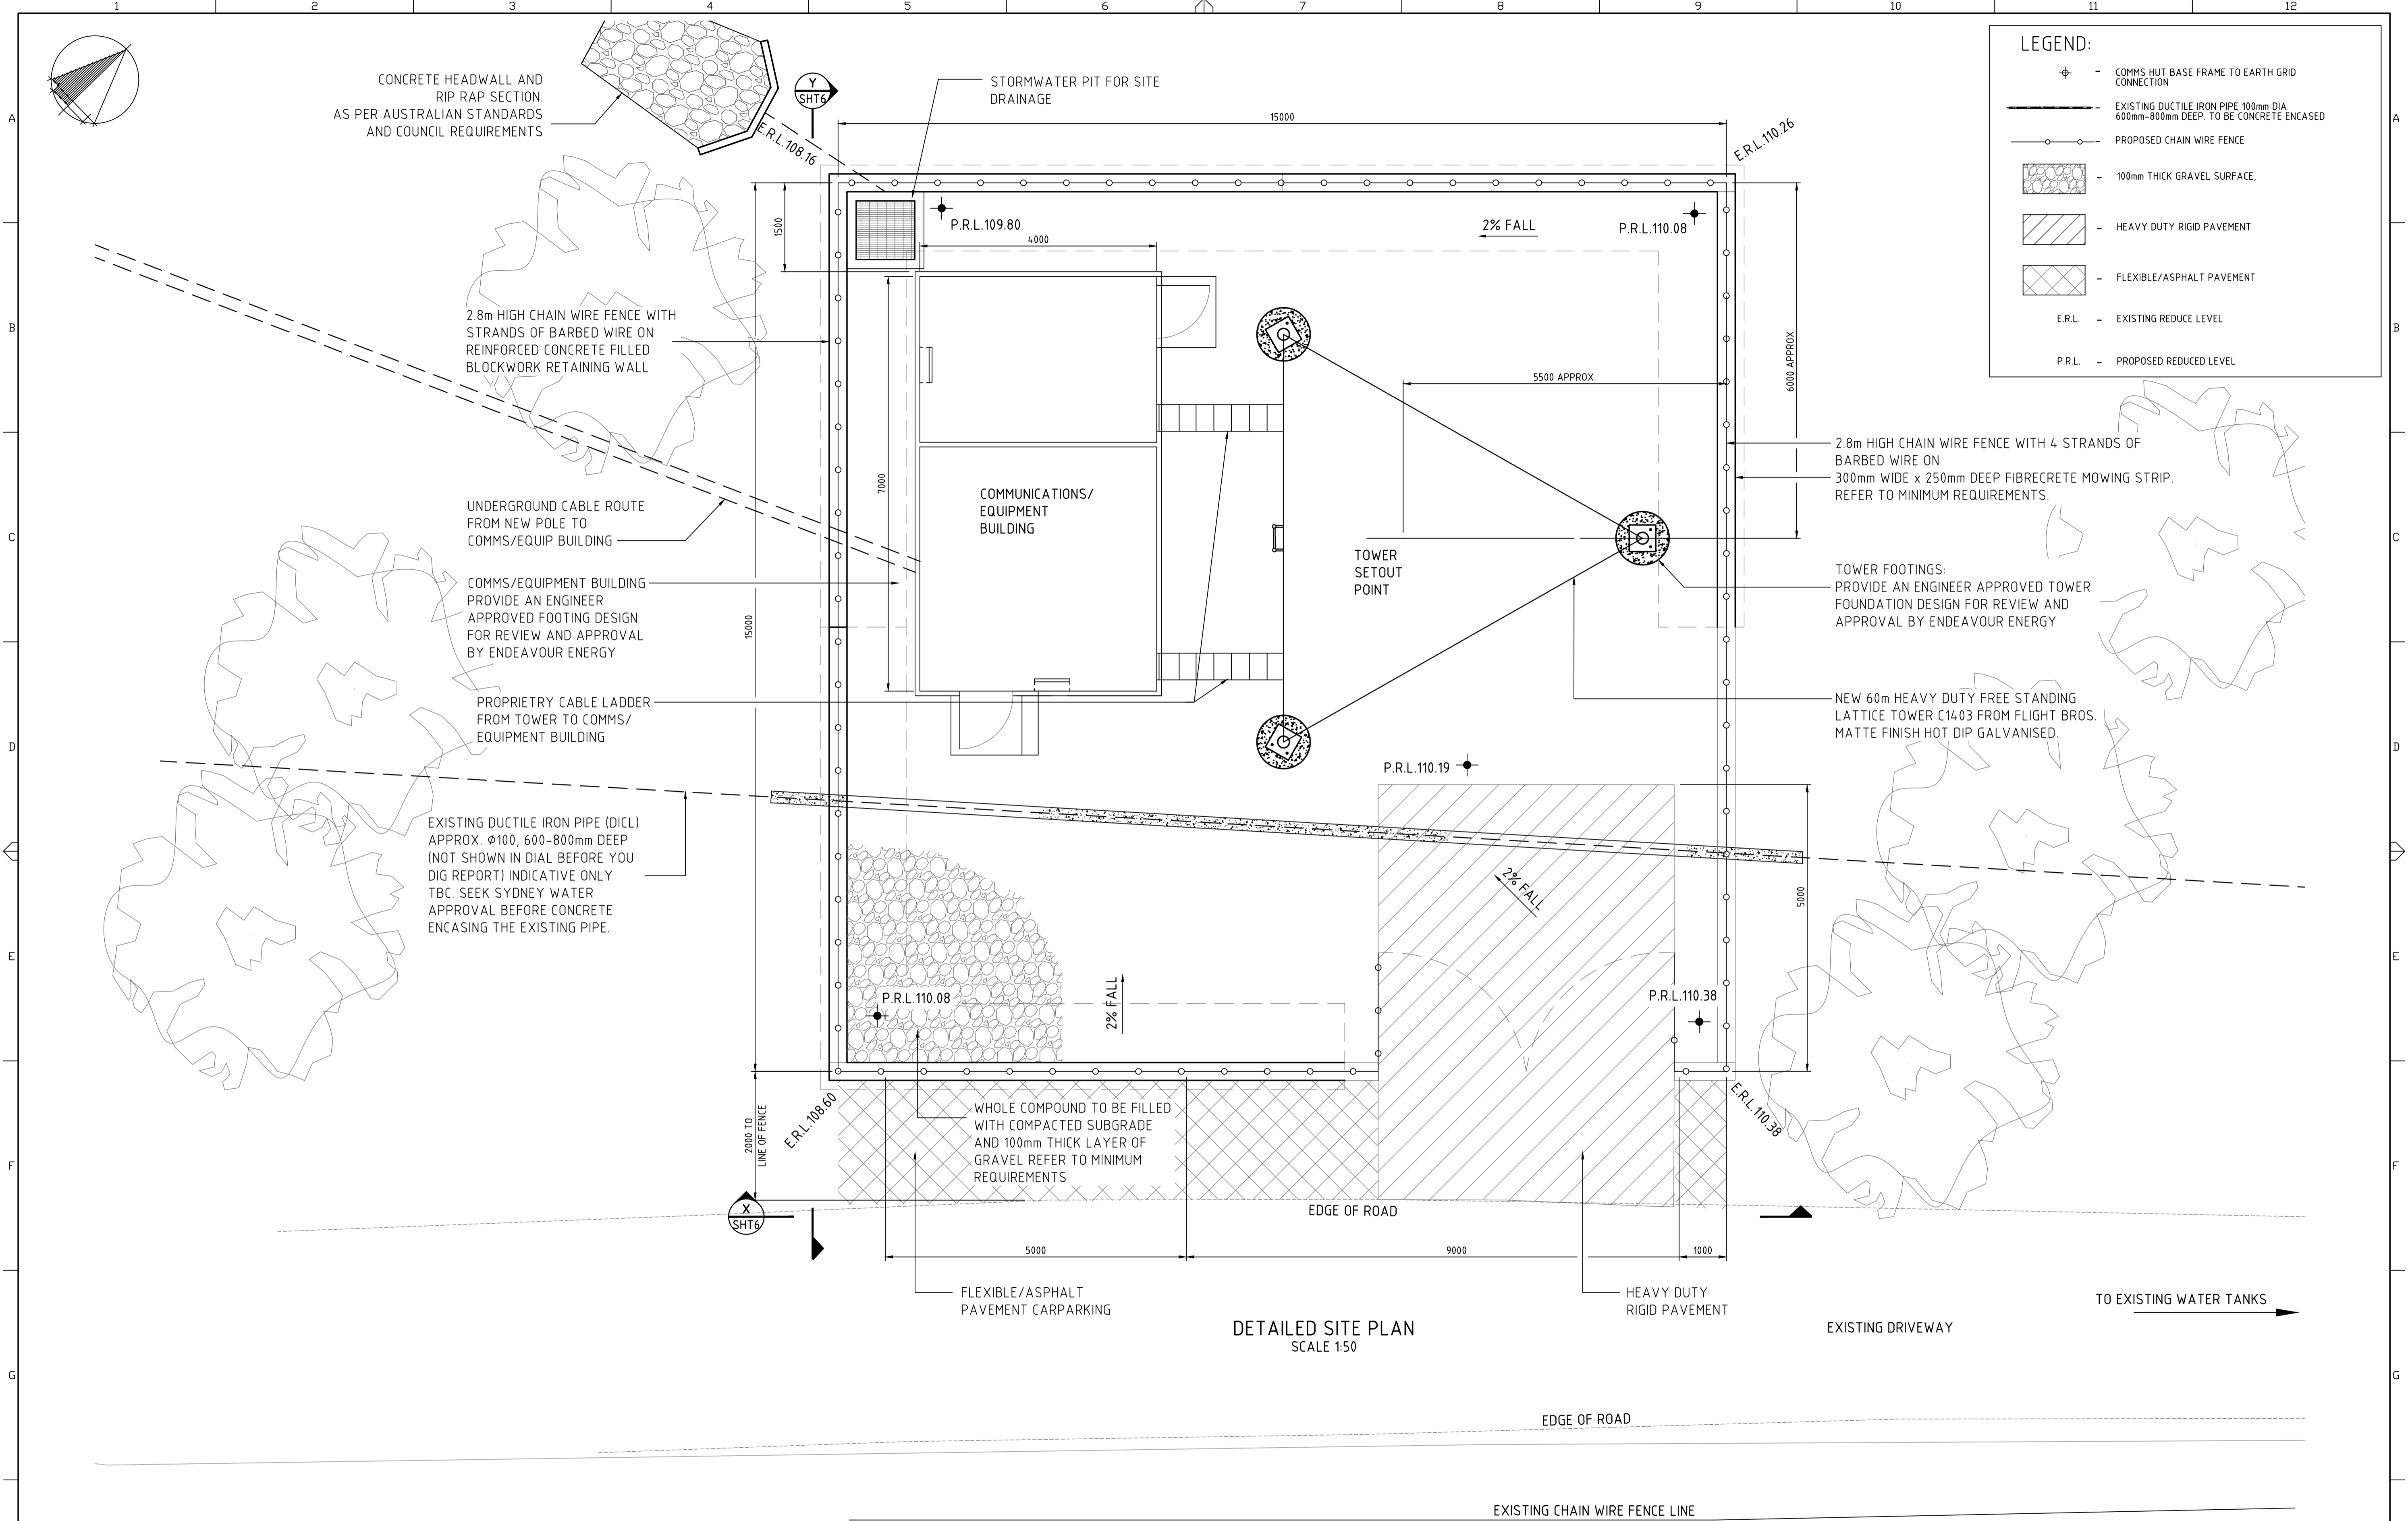 1 2 3 4 5 6 7 8 9 10 11 12
A
B
C
D
E
F
G
A
B
C
D
E
F
G
CONCRETE HEADWALL AND
RIP RAP SECTION.
AS PER AUSTRALIAN STANDARDS
AND COUNCIL REQUIREMENTS
Y
SHT6
STORMWATER PIT FOR SITE
DRAINAGE
E.R.L.108.16
15000
E.R.L.110.26
LEGEND:
- COMMS HUT BASE FRAME TO EARTH GRID
CONNECTION
- EXISTING DUCTILE IRON PIPE 100mm DIA.
600mm-800mm DEEP. TO BE CONCRETE ENCASED
- PROPOSED CHAIN WIRE FENCE
- 100mm THICK GRAVEL SURFACE,
- HEAVY DUTY RIGID PAVEMENT
- FLEXIBLE/ASPHALT PAVEMENT
E.R.L. - EXISTING REDUCE LEVEL
P.R.L. - PROPOSED REDUCED LEVEL
1500
P.R.L.109.80
4000
2% FALL
P.R.L.110.08
2.8m HIGH CHAIN WIRE FENCE WITH
STRANDS OF BARBED WIRE ON
REINFORCED CONCRETE FILLED
BLOCKWORK RETAINING WALL
5500 APPROX.
6000 APPROX.
2.8m HIGH CHAIN WIRE FENCE WITH 4 STRANDS OF
BARBED WIRE ON
300mm WIDE x 250mm DEEP FIBRECRETE MOWING STRIP.
REFER TO MINIMUM REQUIREMENTS.
7000
COMMUNICATIONS/
EQUIPMENT
BUILDING
UNDERGROUND CABLE ROUTE
FROM NEW POLE TO
COMMS/EQUIP BUILDING
TOWER
SETOUT
POINT
TOWER FOOTINGS:
PROVIDE AN ENGINEER APPROVED TOWER
FOUNDATION DESIGN FOR REVIEW AND
APPROVAL BY ENDEAVOUR ENERGY
COMMS/EQUIPMENT BUILDING
PROVIDE AN ENGINEER
APPROVED FOOTING DESIGN
FOR REVIEW AND APPROVAL
BY ENDEAVOUR ENERGY
15000
PROPRIETRY CABLE LADDER
FROM TOWER TO COMMS/
EQUIPMENT BUILDING
NEW 60m HEAVY DUTY FREE STANDING
LATTICE TOWER C1403 FROM FLIGHT BROS.
MATTE FINISH HOT DIP GALVANISED.
P.R.L.110.19
EXISTING DUCTILE IRON PIPE (DICL)
APPROX. Ø100, 600-800mm DEEP
(NOT SHOWN IN DIAL BEFORE YOU
DIG REPORT) INDICATIVE ONLY
TBC. SEEK SYDNEY WATER
APPROVAL BEFORE CONCRETE
ENCASING THE EXISTING PIPE.
2% FALL
5000
P.R.L.110.08
2% FALL
P.R.L.110.38
E.R.L.108.60
2000 TO
LINE OF FENCE
WHOLE COMPOUND TO BE FILLED
WITH COMPACTED SUBGRADE
AND 100mm THICK LAYER OF
GRAVEL REFER TO MINIMUM
REQUIREMENTS
E.R.L.110.38
X
SHT6
EDGE OF ROAD
5000
9000
1000
FLEXIBLE/ASPHALT
PAVEMENT CARPARKING
HEAVY DUTY
RIGID PAVEMENT
TO EXISTING WATER TANKS
DETAILED SITE PLAN
SCALE 1:50
EXISTING DRIVEWAY
EDGE OF ROAD
EXISTING CHAIN WIRE FENCE LINE